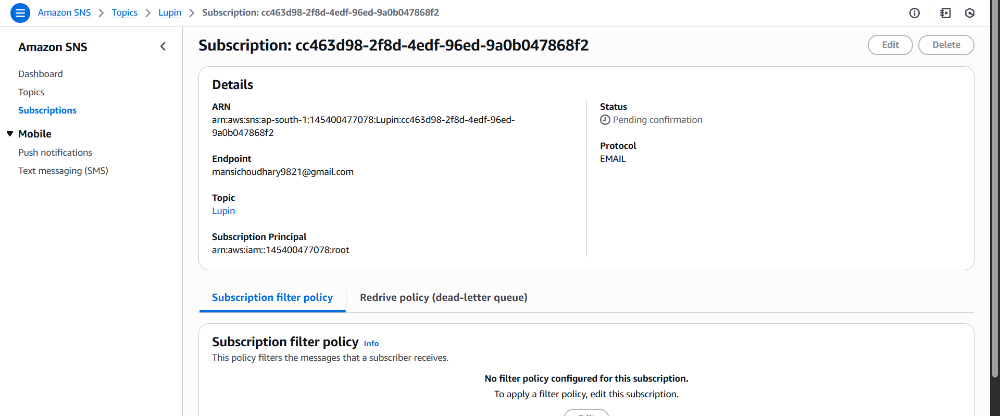 Amazon SNS > Topics > Lupin > Subscription: cc463d98-2f8d-4edf-96ed-9a0b047868f2
Amazon SNS
Dashboard
Topics
Subscriptions
Mobile
Push notifications
Text messaging (SMS)
Subscription: cc463d98-2f8d-4edf-96ed-9a0b047868f2
Edit
Delete
Details
ARN
arn:aws:sns:ap-south-1:145400477078:Lupin:cc463d98-2f8d-4edf-96ed-
9a0b047868f2
Endpoint
mansichoudhary9821@gmail.com
Topic
Lupin
Subscription Principal
arn:aws:iam::145400477078:root
Status
Pending confirmation
Protocol
EMAIL
Subscription filter policy
Redrive policy (dead-letter queue)
Subscription filter policy Info
This policy filters the messages that a subscriber receives.
No filter policy configured for this subscription.
To apply a filter policy, edit this subscription.